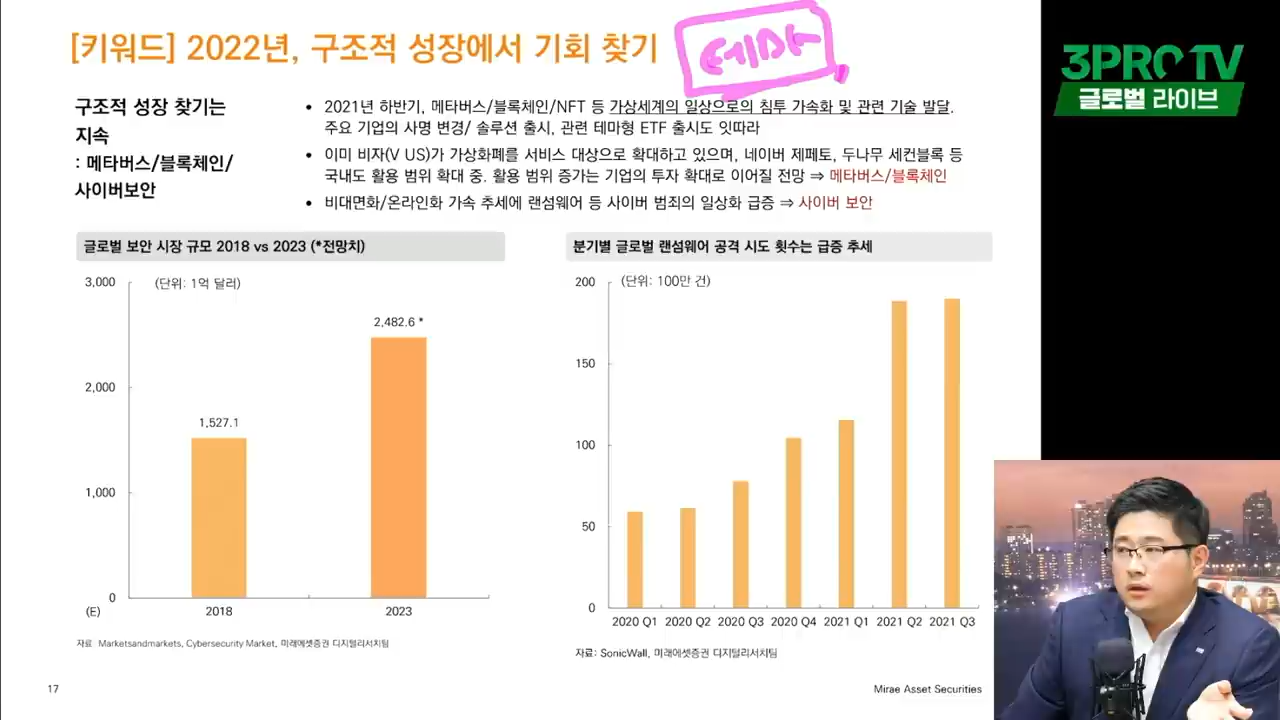 [키워드] 2022년, 구조적 성장에서 기회 찾기
3PRO TV
글로벌 라이브
구조적 성장 찾기는
지속
: 메타버스/블록체인/
사이버보안
• 2021년 하반기, 메타버스/블록체인/NFT 등 가상세계의 일상으로의 침투 가속화 및 관련 기술 발달.
주요 기업의 사명 변경/ 솔루션 출시, 관련 테마형 ETF 출시도 잇따라
• 이미 비자(V US)가 가상화폐를 서비스 대상으로 확대하고 있으며, 네이버 제페토, 두나무 세컨블록 등
국내도 활용 범위 확대 중. 활용 범위 증가는 기업의 투자 확대로 이어질 전망 ⇒ 메타버스/블록체인
• 비대면화/온라인화 가속 추세에 랜섬웨어 등 사이버 범죄의 일상화 급증 ⇒ 사이버 보안
글로벌 보안 시장 규모 2018 vs 2023 (*전망치)
(단위: 1억 달러)
3,000
2,000
1,000
0
(E)
1,527.1
2,482.6 *
2018
2023
자료 Marketsandmarkets, Cybersecurity Market, 미래에셋증권 디지털리서치팀
분기별 글로벌 랜섬웨어 공격 시도 횟수는 급증 추세
(단위: 100만 건)
200
150
100
50
0
2020 Q1 2020 Q2 2020 Q3 2020 Q4 2021 Q1 2021 Q2 2021 Q3
자료: SonicWall, 미래에셋증권 디지털리서치팀
17
Mirae Asset Securities